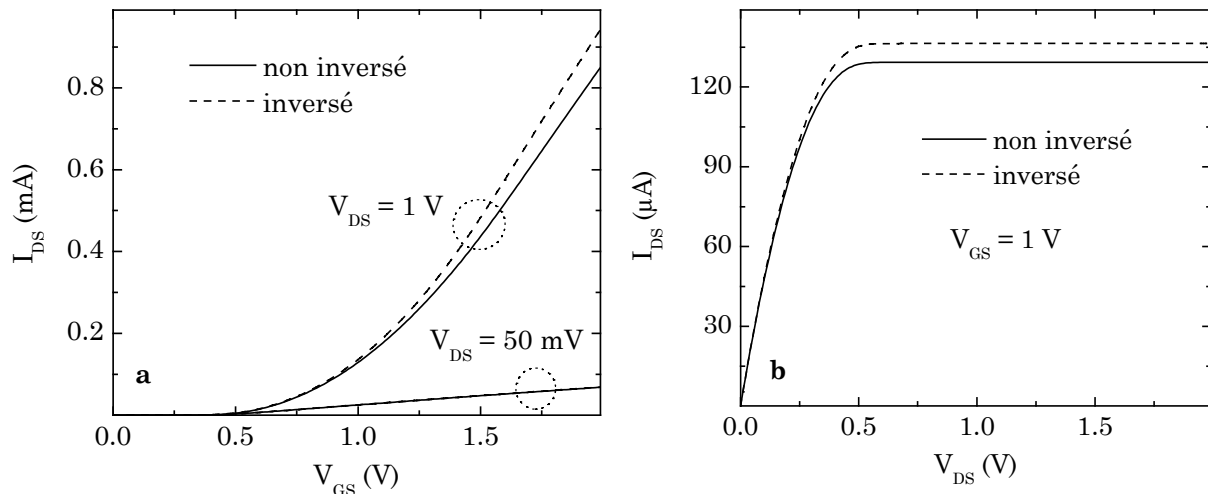 0.8
0.6
0.4
0.2
0.0
0.5
1.0
1.5
I_DS (mA)
V_GS (V)
non inversé
inversé
V_DS = 1 V
V_DS = 50 mV
a
120
90
60
30
0.0
0.5
1.0
1.5
I_DS (µA)
V_DS (V)
non inversé
inversé
V_GS = 1 V
b